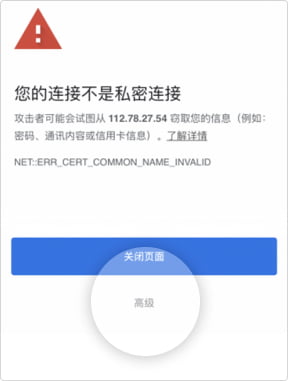 您的连接不是私密连接
攻击者可能会试图从 112.78.27.54 窃取您的信息（例如：
密码、通讯内容或信用卡信息）。了解详情
NET::ERR_CERT_COMMON_NAME_INVALID
关闭页面
高级